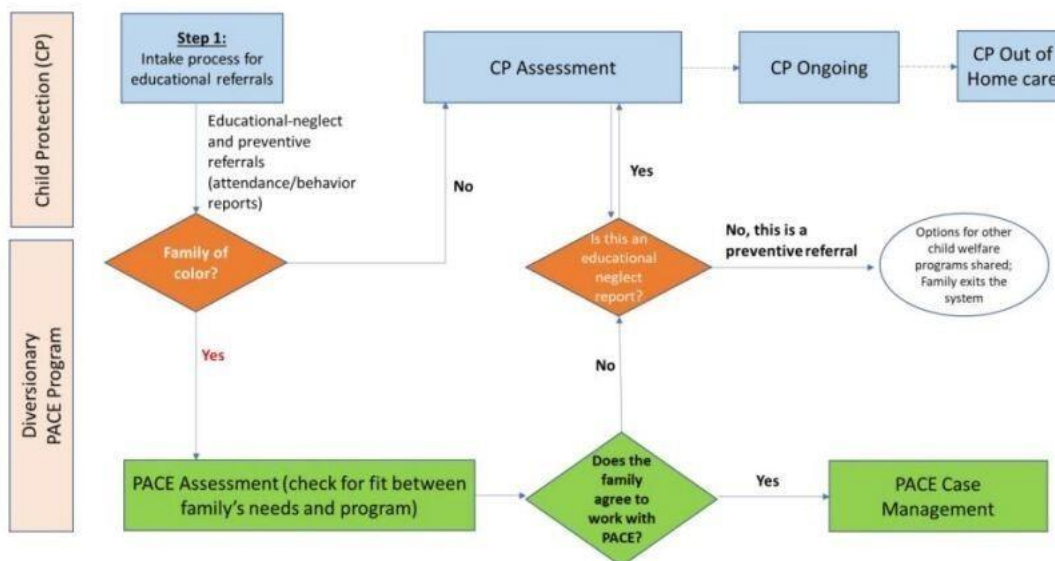 Child Protection (CP)
Step 1:
Intake process for
educational referrals
CP Assessment
CP Ongoing
CP Out of
Home care
Educational-neglect
and preventive
referrals
(attendance/behavior
reports)
No
Yes
Family of
color?
Is this an
educational
neglect
report?
No, this is a
preventive referral
Options for other
child welfare
programs shared;
Family exits the
system
Diversionary
PACE Program
Yes
No
PACE Assessment (check for fit between
family's needs and program)
Does the
family
agree to
work with
PACE?
Yes
PACE Case
Management